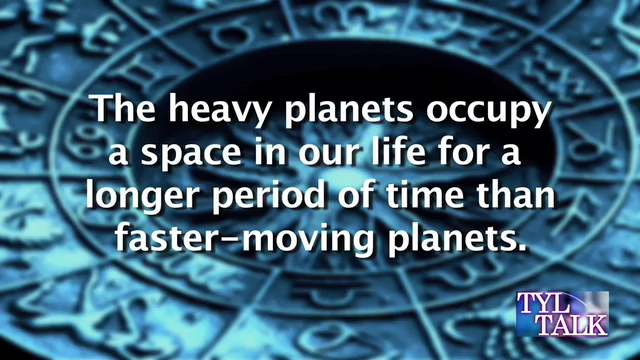 The heavy planets occupy
a space in our life for a
longer period of time than
faster-moving planets.
TYL
TALK